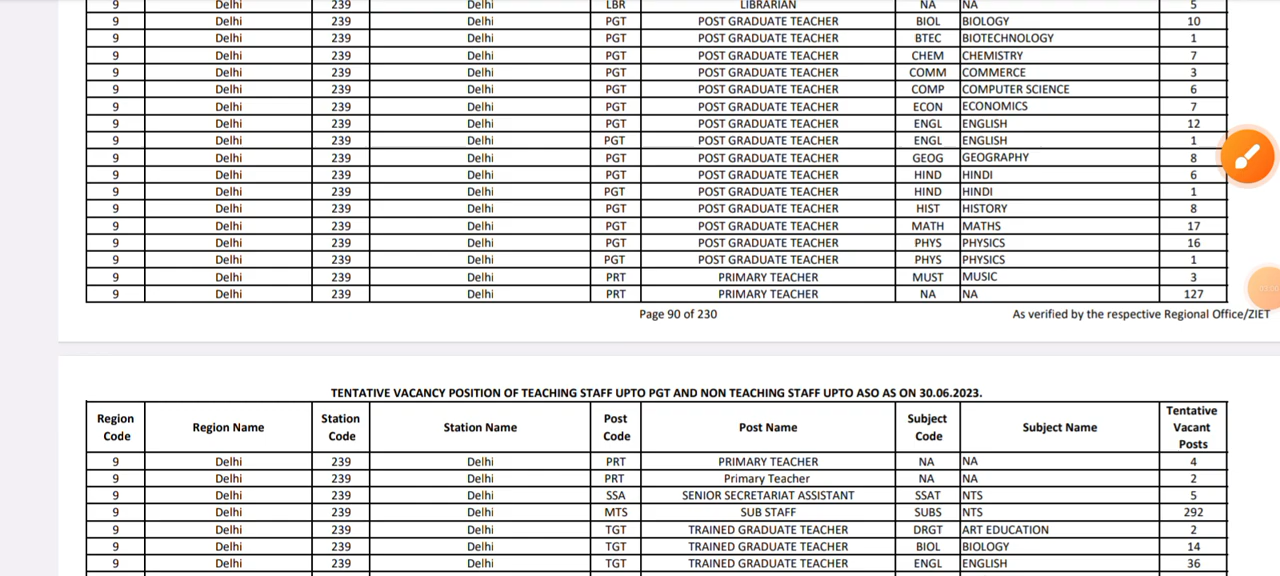 9 Delhi 239 Delhi LBR LIBRARIAN NA NA 5
9 Delhi 239 Delhi PGT POST GRADUATE TEACHER BIOL BIOLOGY 10
9 Delhi 239 Delhi PGT POST GRADUATE TEACHER BTEC BIOTECHNOLOGY 1
9 Delhi 239 Delhi PGT POST GRADUATE TEACHER CHEM CHEMISTRY 7
9 Delhi 239 Delhi PGT POST GRADUATE TEACHER COMM COMMERCE 3
9 Delhi 239 Delhi PGT POST GRADUATE TEACHER COMP COMPUTER SCIENCE 6
9 Delhi 239 Delhi PGT POST GRADUATE TEACHER ECON ECONOMICS 7
9 Delhi 239 Delhi PGT POST GRADUATE TEACHER ENGL ENGLISH 12
9 Delhi 239 Delhi PGT POST GRADUATE TEACHER ENGL ENGLISH 1
9 Delhi 239 Delhi PGT POST GRADUATE TEACHER GEOG GEOGRAPHY 8
9 Delhi 239 Delhi PGT POST GRADUATE TEACHER HIND HINDI 6
9 Delhi 239 Delhi PGT POST GRADUATE TEACHER HIND HINDI 1
9 Delhi 239 Delhi PGT POST GRADUATE TEACHER HIST HISTORY 8
9 Delhi 239 Delhi PGT POST GRADUATE TEACHER MATH MATHS 17
9 Delhi 239 Delhi PGT POST GRADUATE TEACHER PHYS PHYSICS 16
9 Delhi 239 Delhi PGT POST GRADUATE TEACHER PHYS PHYSICS 1
9 Delhi 239 Delhi PRT PRIMARY TEACHER MUST MUSIC 3
9 Delhi 239 Delhi PRT PRIMARY TEACHER NA NA 127
Page 90 of 230 As verified by the respective Regional Office/ZIET
TENTATIVE VACANCY POSITION OF TEACHING STAFF UPTO PGT AND NON TEACHING STAFF UPTO ASO AS ON 30.06.2023.
Region Code Region Name Station Code Station Name Post Code Post Name Subject Code Subject Name Tentative Vacant Posts
9 Delhi 239 Delhi PRT PRIMARY TEACHER NA NA 4
9 Delhi 239 Delhi PRT Primary Teacher NA NA 2
9 Delhi 239 Delhi SSA SENIOR SECRETARIAT ASSISTANT SSAT NTS 5
9 Delhi 239 Delhi MTS SUB STAFF SUBS NTS 292
9 Delhi 239 Delhi TGT TRAINED GRADUATE TEACHER DRGT ART EDUCATION 2
9 Delhi 239 Delhi TGT TRAINED GRADUATE TEACHER BIOL BIOLOGY 14
9 Delhi 239 Delhi TGT TRAINED GRADUATE TEACHER ENGL ENGLISH 36